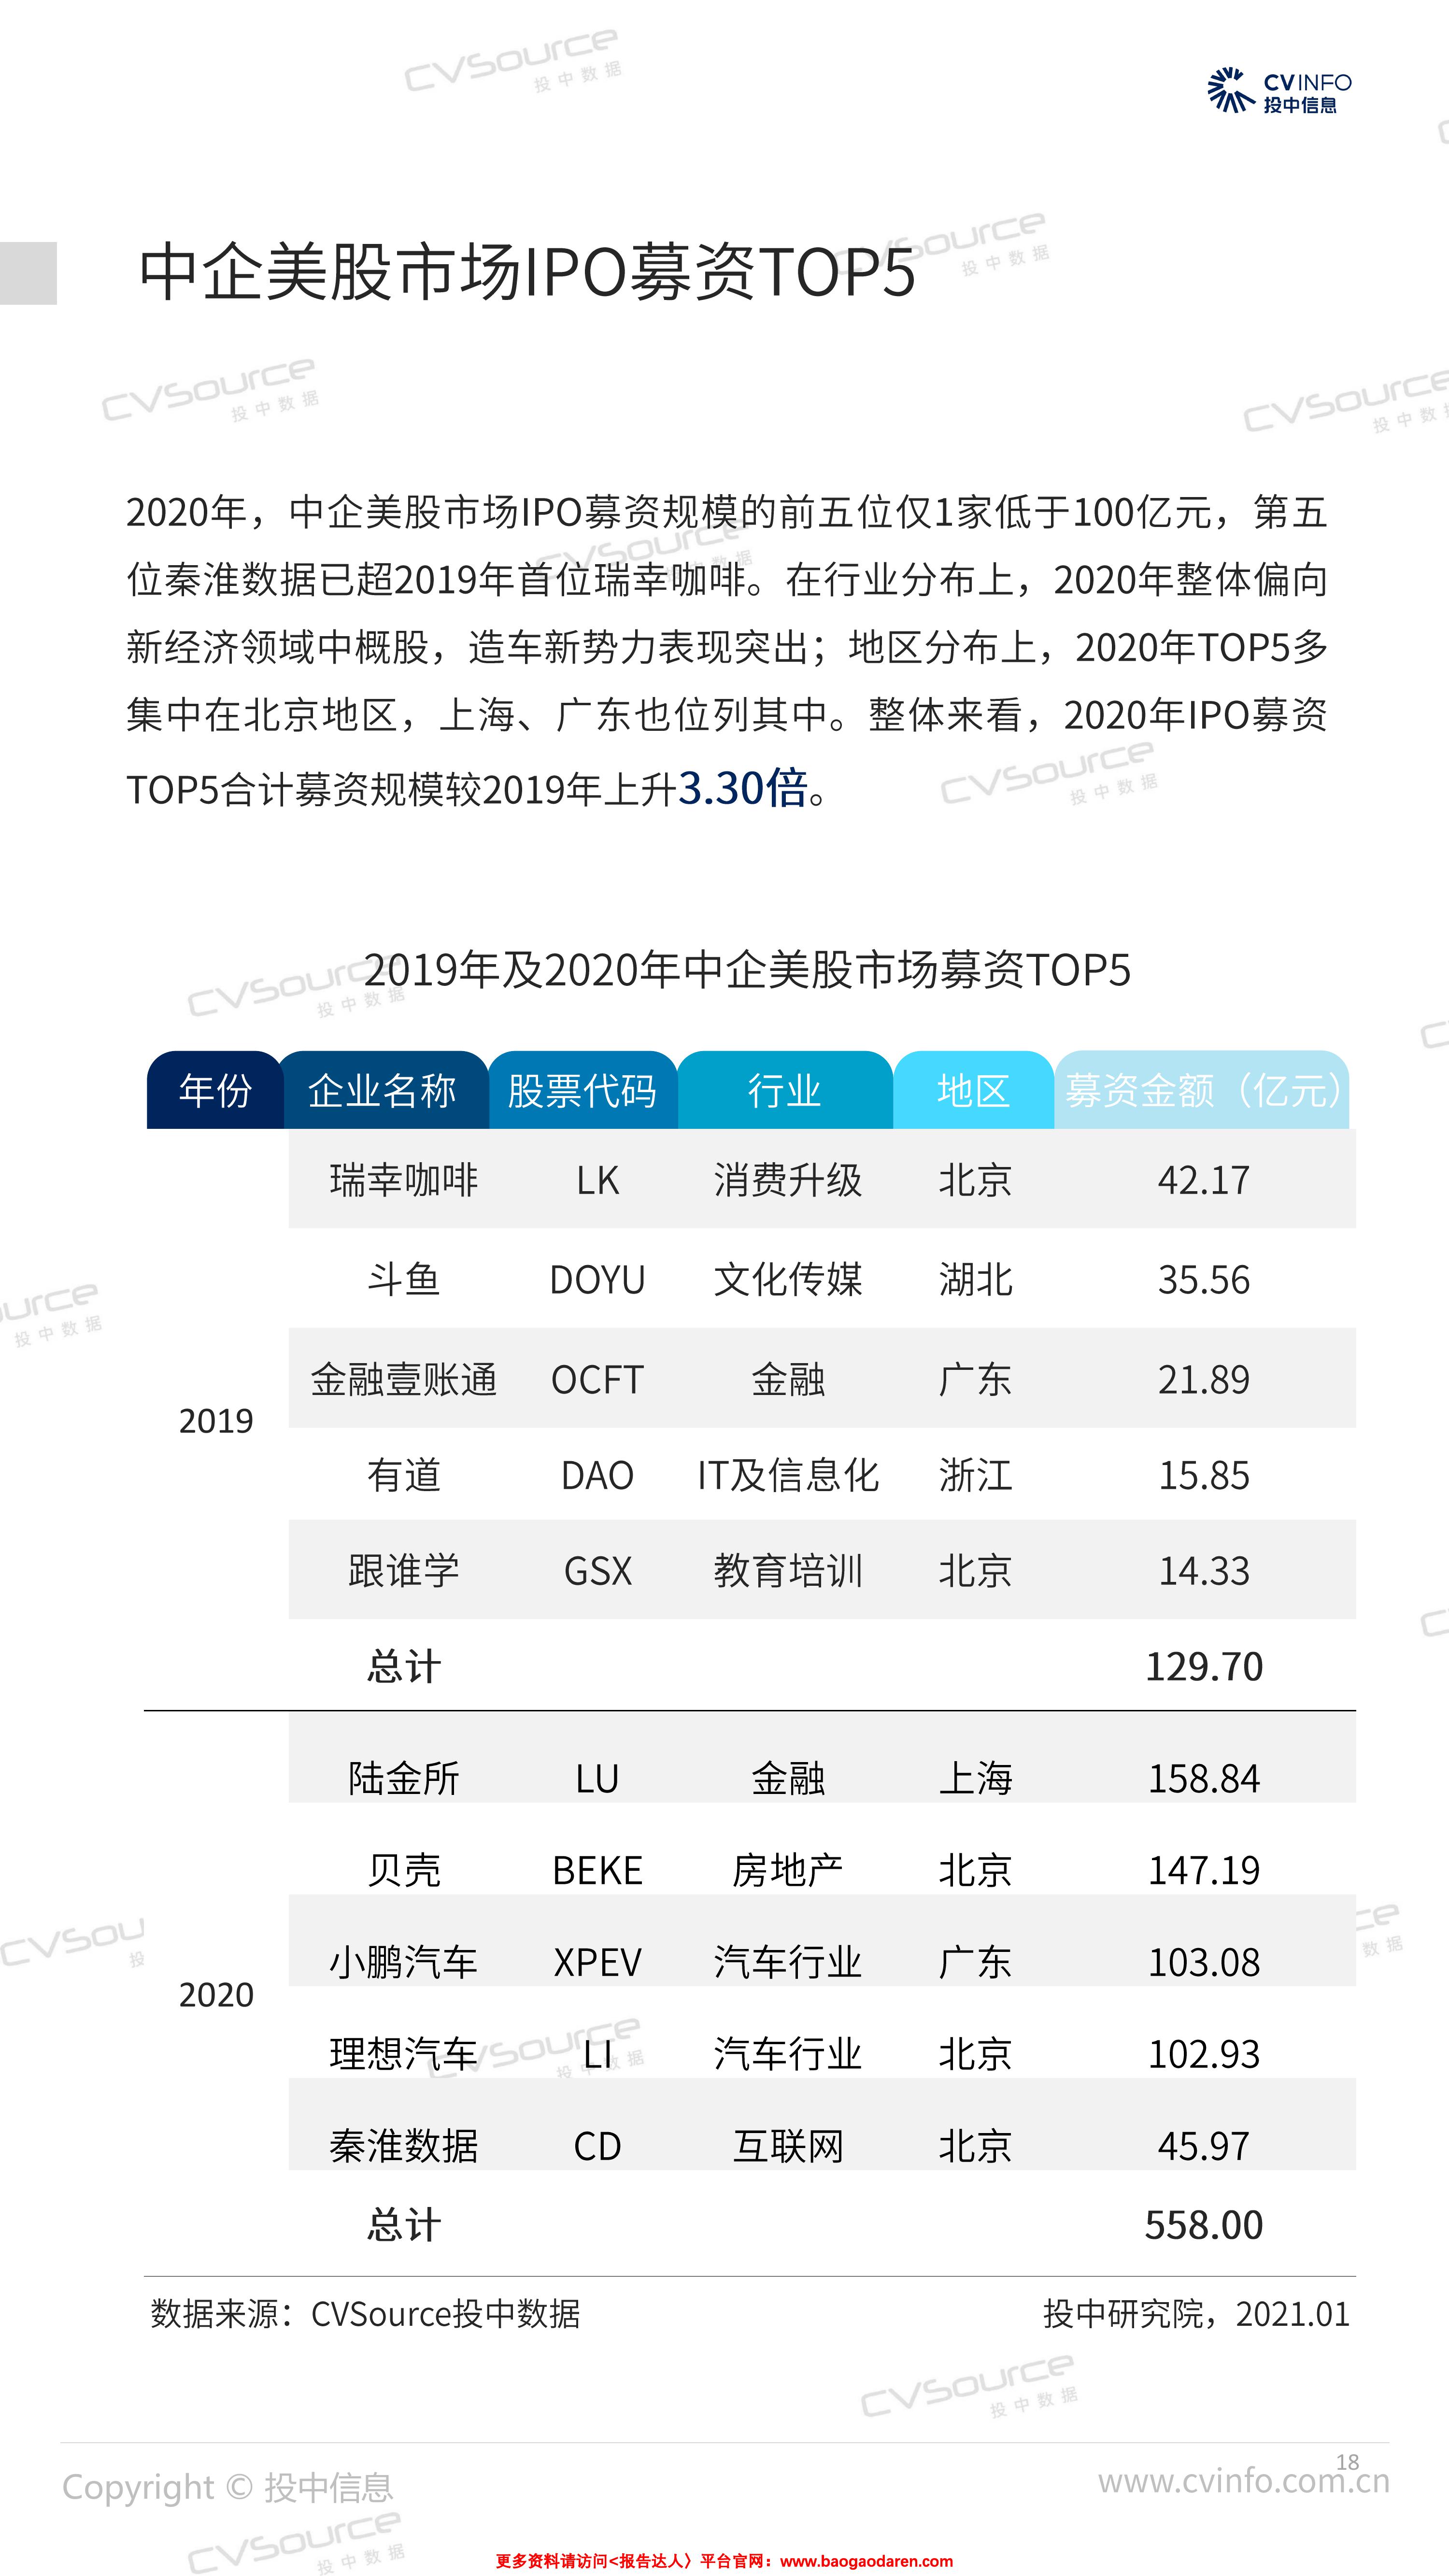 CVSource
投中数据
CVINFO
投中信息
中企美股市场IPO募资TOP5
2020年，中企美股市场IPO募资规模的前五位仅1家低于100亿元，第五
位秦淮数据已超2019年首位瑞幸咖啡。在行业分布上，2020年整体偏向
新经济领域中概股，造车新势力表现突出；地区分布上，2020年TOP5多
集中在北京地区，上海、广东也位列其中。整体来看，2020年IPO募资
TOP5合计募资规模较2019年上升3.30倍。
2019年及2020年中企美股市场募资TOP5
年份 企业名称 股票代码 行业 地区 募资金额（亿元）
瑞幸咖啡 LK 消费升级 北京 42.17
斗鱼 DOYU 文化传媒 湖北 35.56
金融壹账通 OCFT 金融 广东 21.89
2019
有道 DAO IT及信息化 浙江 15.85
跟谁学 GSX 教育培训 北京 14.33
总计 129.70
陆金所 LU 金融 上海 158.84
贝壳 BEKE 房地产 北京 147.19
小鹏汽车 XPEV 汽车行业 广东 103.08
2020
理想汽车 LI 汽车行业 北京 102.93
秦淮数据 CD 互联网 北京 45.97
总计 558.00
数据来源：CVSource投中数据 投中研究院，2021.01
18
Copyright © 投中信息 www.cvinfo.com.cn
更多资料请访问<报告达人〉平台官网：www.baogaodaren.com